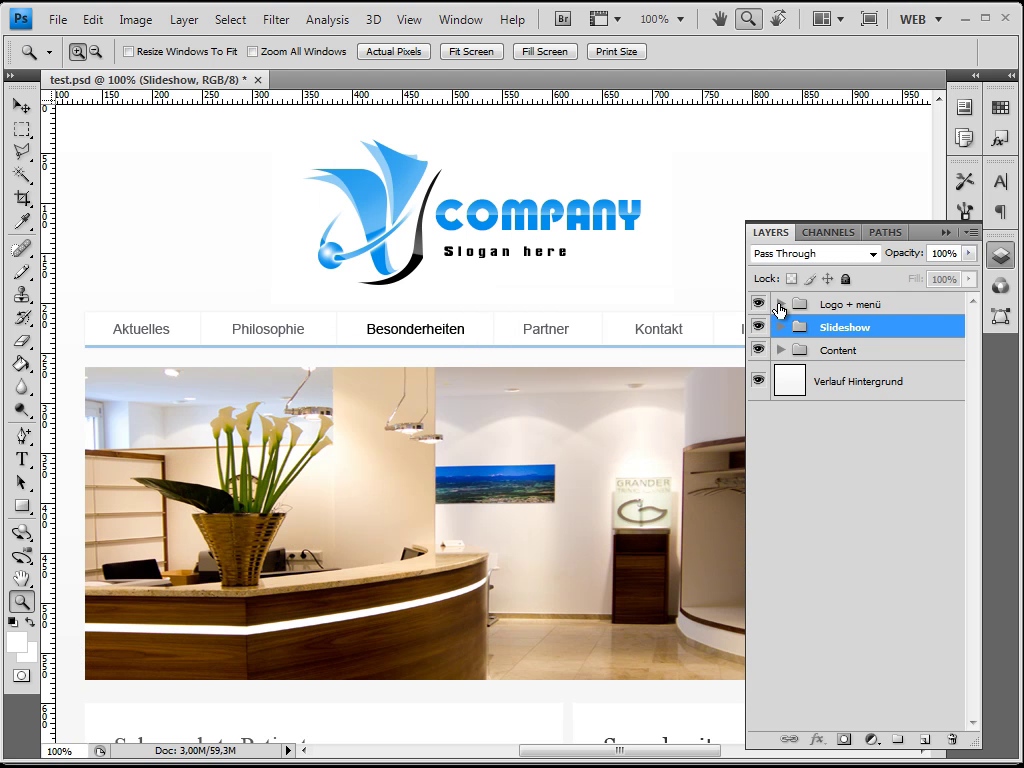 Ps File Edit Image Layer Select Filter Analysis 3D View Window Help Br 100% WEB
Resize Windows To Fit Zoom All Windows Actual Pixels Fit Screen Fill Screen Print Size
test.psd @ 100% (Slideshow, RGB/8) *
100 150 200 250 300 350 400 450 500 550 600 650 700 750 800 850 900 950
COMPANY
Slogan here
Aktuelles Philosophie Besonderheiten Partner Kontakt
GRANDER
LAYERS CHANNELS PATHS
Pass Through Opacity: 100%
Lock: Fill: 100%
Logo + menü
Slideshow
Content
Verlauf Hintergrund
100% Doc: 3,00M/59,3M